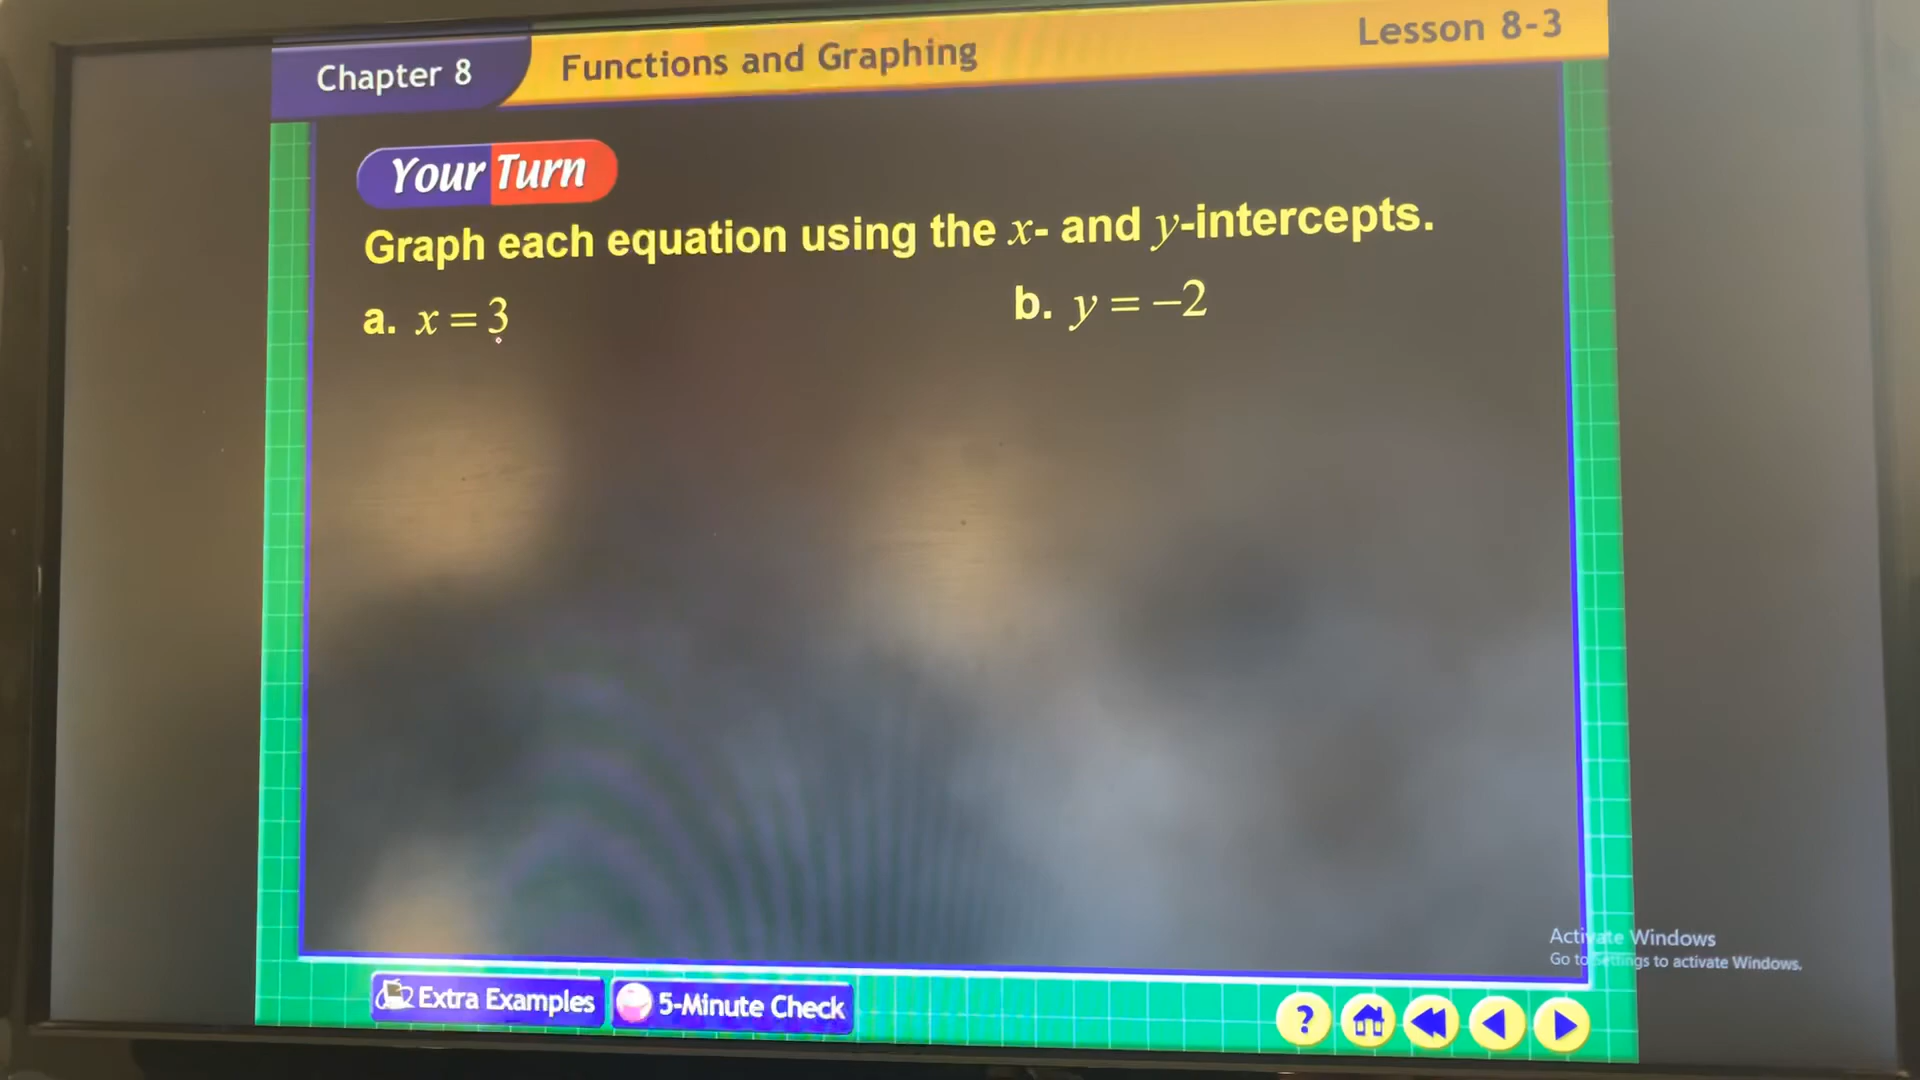 Chapter 8
Functions and Graphing
Lesson 8-3
Your Turn
Graph each equation using the x- and y-intercepts.
a. x = 3
b. y = –2
Activate Windows
Go to Settings to activate Windows.
Extra Examples
5-Minute Check
?